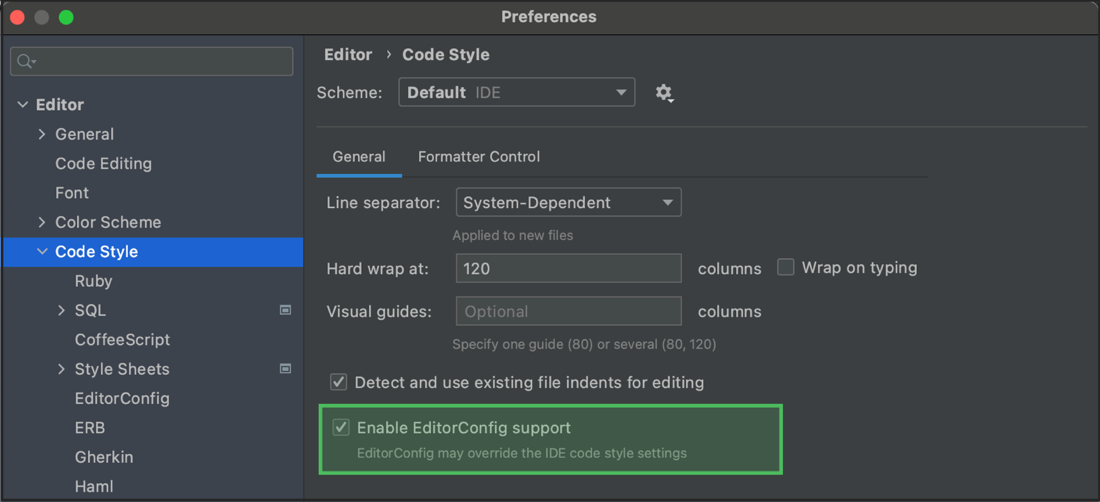 Preferences
Editor
General
Code Editing
Font
Color Scheme
Code Style
Ruby
SQL
CoffeeScript
Style Sheets
EditorConfig
ERB
Gherkin
Haml
Editor › Code Style
Scheme: Default IDE
General Formatter Control
Line separator: System-Dependent
Applied to new files
Hard wrap at: 120 columns Wrap on typing
Visual guides: Optional columns
Specify one guide (80) or several (80, 120)
Detect and use existing file indents for editing
Enable EditorConfig support
EditorConfig may override the IDE code style settings